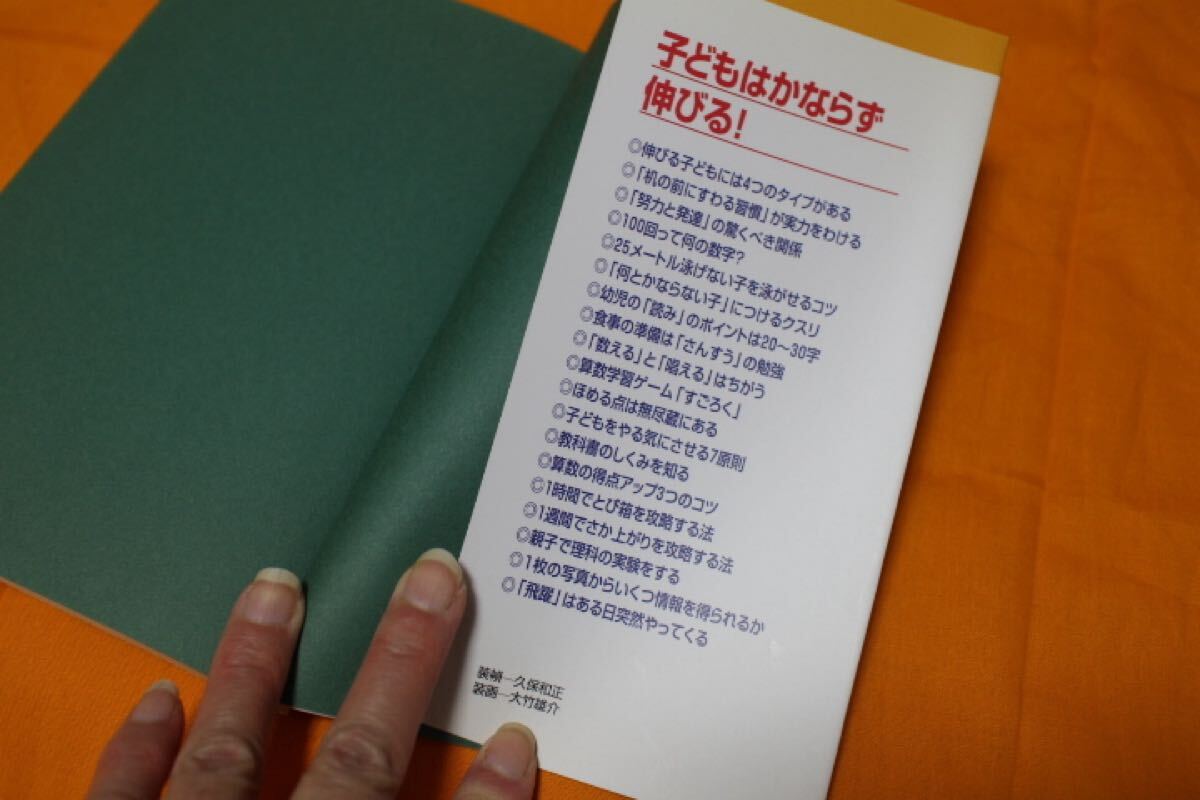 子どもはかならず
伸びる!
◎伸びる子どもには4つのタイプがある
◎「机の前にすわる習慣」が実力をわける
◎「努力と発達」の驚くべき関係
◎100回って何の数字?
◎25メートル泳げない子を泳がせるコツ
◎「何とかならない子」につけるクスリ
◎幼児の「読み」のポイントは20〜30字
◎食事の準備は「さんすう」の勉強
◎「数える」と「唱える」はちがう
◎算数学習ゲーム「すごろく」
◎ほめる点は無尽蔵にある
◎子どもをやる気にさせる7原則
◎教科書のしくみを知る
◎算数の得点アップ3つのコツ
◎1時間でとび箱を攻略する法
◎1週間でさか上がりを攻略する法
◎親子で理科の実験をする
◎1枚の写真からいくつ情報を得られるか
◎「飛躍」はある日突然やってくる
装幀—久保和正
装画—大竹雄介